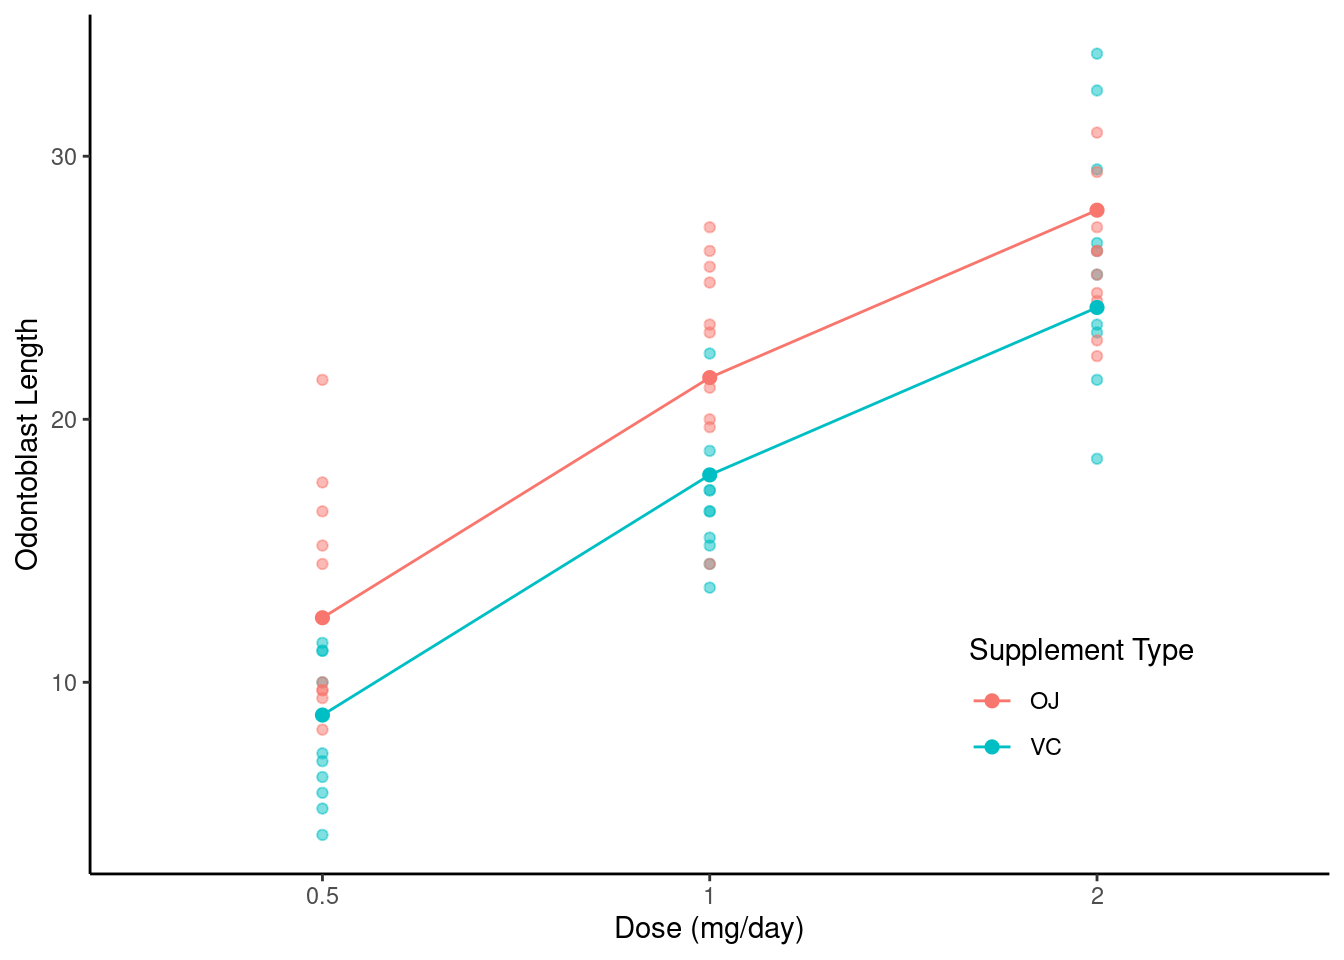 30
20
10
Odontoblast Length
Supplement Type
OJ
VC
0.5
1
2
Dose (mg/day)